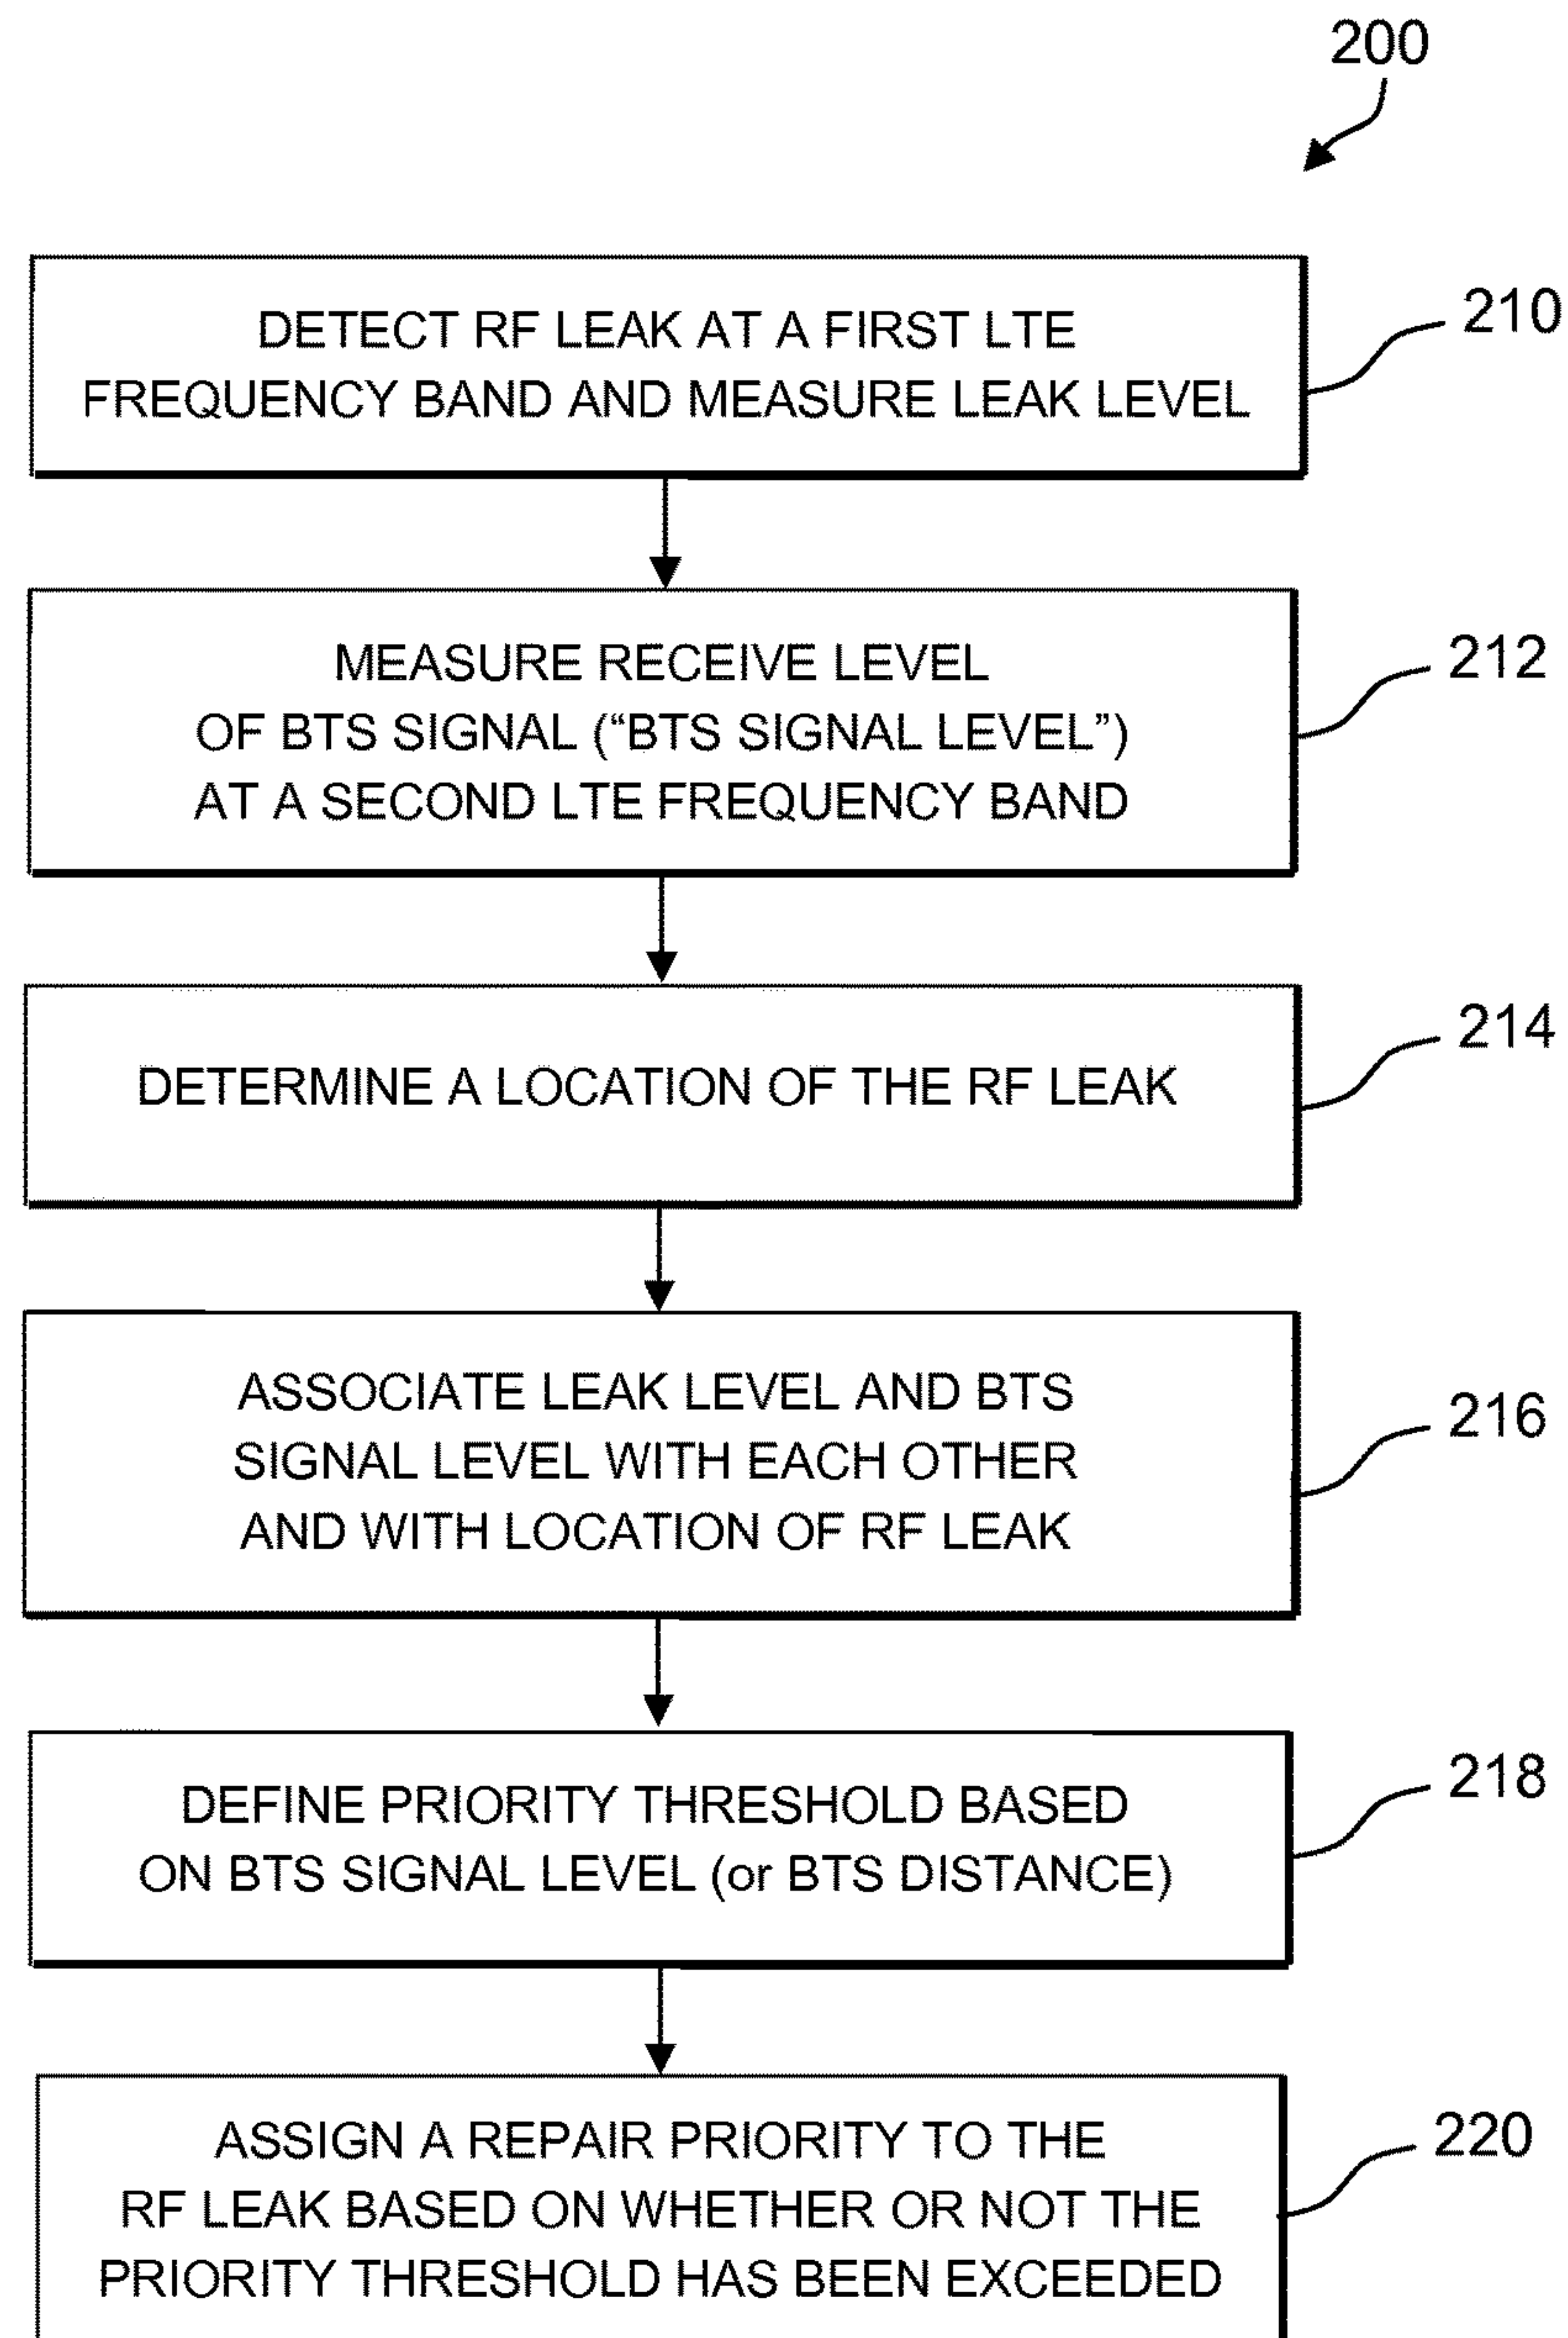 200
DETECT RF LEAK AT A FIRST LTE
FREQUENCY BAND AND MEASURE LEAK LEVEL
210
MEASURE RECEIVE LEVEL
OF BTS SIGNAL (“BTS SIGNAL LEVEL”)
AT A SECOND LTE FREQUENCY BAND
212
DETERMINE A LOCATION OF THE RF LEAK
214
ASSOCIATE LEAK LEVEL AND BTS
SIGNAL LEVEL WITH EACH OTHER
AND WITH LOCATION OF RF LEAK
216
DEFINE PRIORITY THRESHOLD BASED
ON BTS SIGNAL LEVEL (or BTS DISTANCE)
218
ASSIGN A REPAIR PRIORITY TO THE
RF LEAK BASED ON WHETHER OR NOT THE
PRIORITY THRESHOLD HAS BEEN EXCEEDED
220